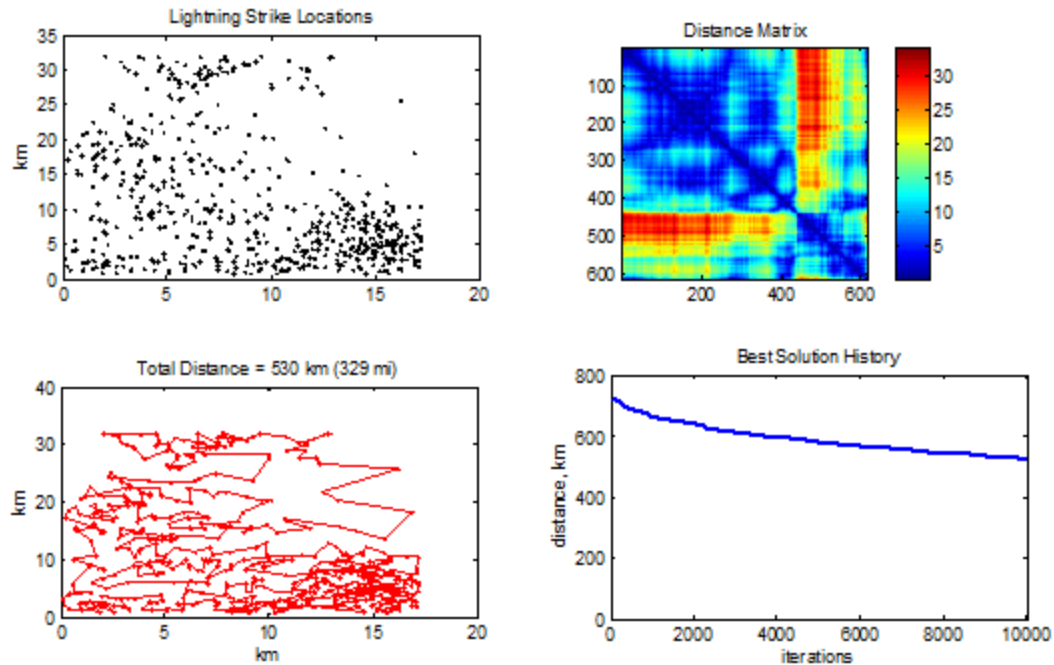 Lightning Strike Locations
35
30
25
20
15
10
5
0
km
0 5 10 15 20
Distance Matrix
100
200
300
400
500
600
200 400 600
30
25
20
15
10
5
Total Distance = 530 km (329 mi)
40
30
20
10
0
km
0 5 10 15 20
km
Best Solution History
800
600
400
200
0
distance, km
0 2000 4000 6000 8000 10000
iterations